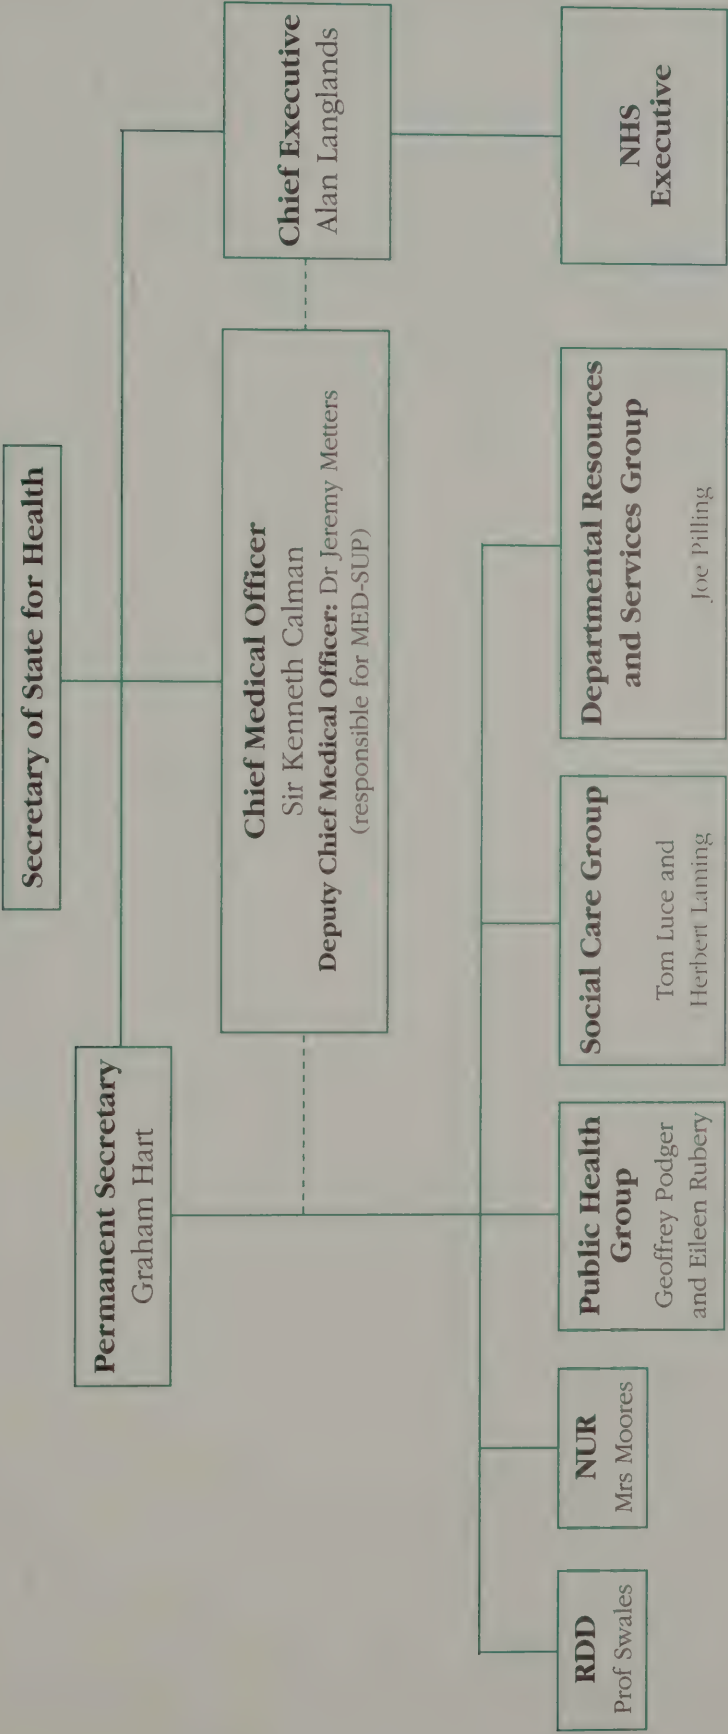 Secretary of State for Health
Permanent Secretary
Graham Hart
Chief Medical Officer
Sir Kenneth Calman
Deputy Chief Medical Officer: Dr Jeremy Metters
(responsible for MED-SUP)
Chief Executive
Alan Langlands
RDD
Prof Swales
NUR
Mrs Moores
Public Health
Group
Geoffrey Podger
and Eileen Rubery
Social Care Group
Tom Luce and
Herbert Laming
Departmental Resources
and Services Group
Joe Pilling
NHS
Executive